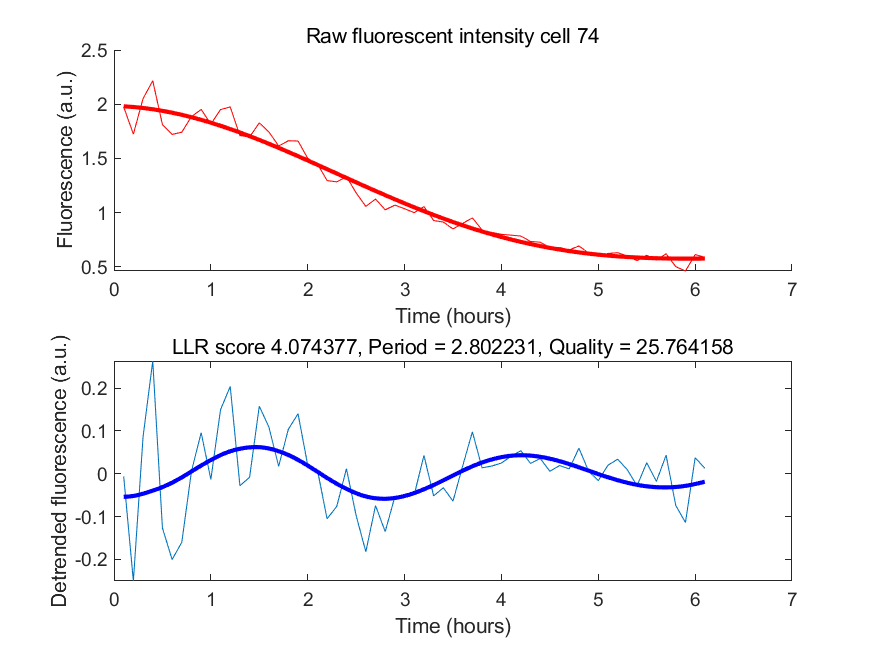 Raw fluorescent intensity cell 74
2.5
2
1.5
1
0.5
Fluorescence (a.u.)
0 1 2 3 4 5 6 7
Time (hours)
LLR score 4.074377, Period = 2.802231, Quality = 25.764158
0.2
0.1
0
-0.1
-0.2
Detrended fluorescence (a.u.)
0 1 2 3 4 5 6 7
Time (hours)